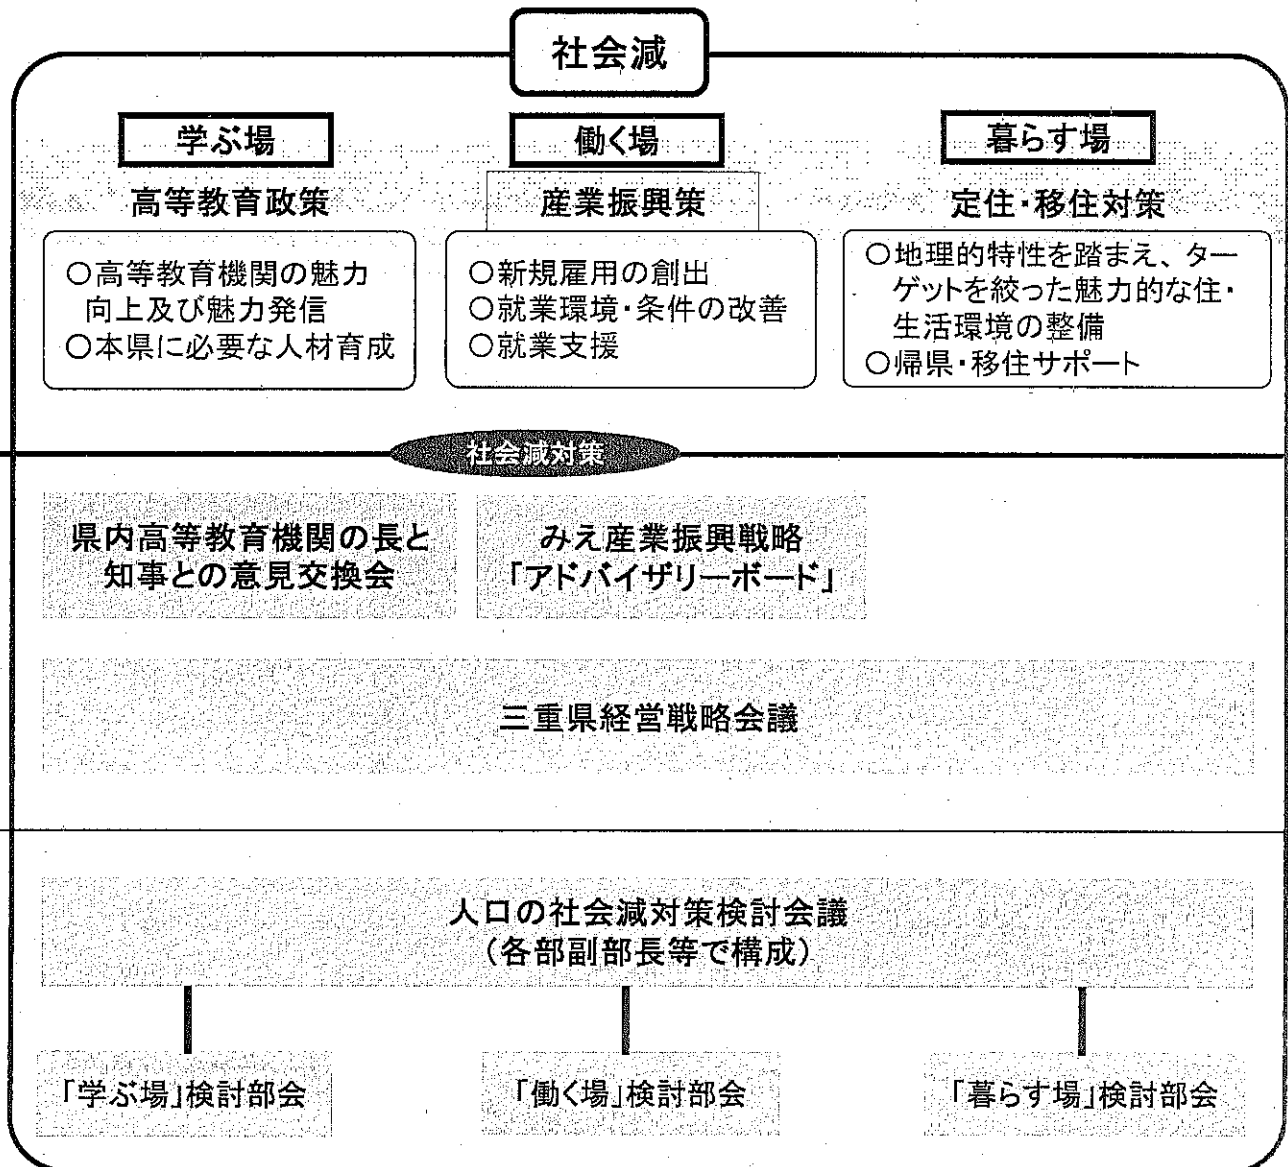 社会減
学ぶ場
働く場
暮らす場
高等教育政策
産業振興策
定住・移住対策
○高等教育機関の魅力
向上及び魅力発信
○本県に必要な人材育成
○新規雇用の創出
○就業環境・条件の改善
○就業支援
○地理的特性を踏まえ、ター
ゲットを絞った魅力的な住・
生活環境の整備
○帰県・移住サポート
社会減対策
県内高等教育機関の長と
知事との意見交換会
みえ産業振興戦略
「アドバイザリーボード」
三重県経営戦略会議
人口の社会減対策検討会議
（各部副部長等で構成）
「学ぶ場」検討部会
「働く場」検討部会
「暮らす場」検討部会